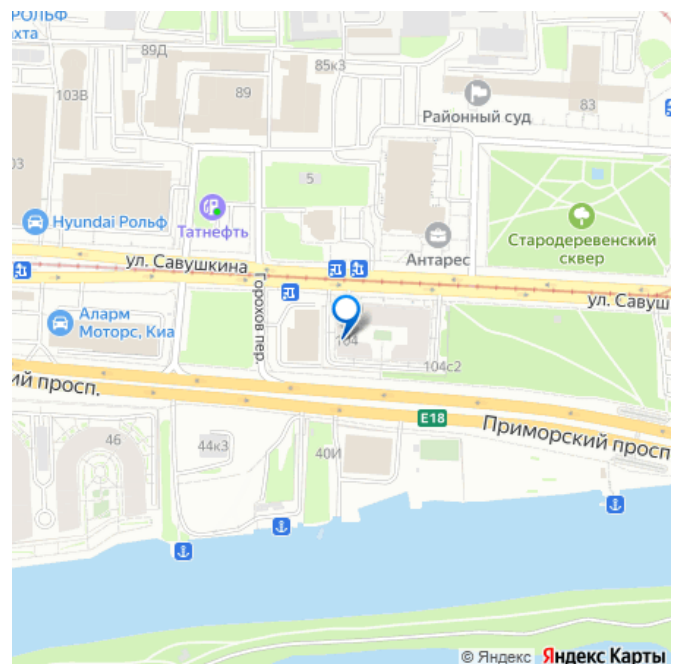 РОЛЬФ
ахта
89Д
85к3
103В
89
83
Районный суд
03
5
Hyundai Рольф
Татнефть
Антарес
Стародеревенский
сквер
ул. Савушкина
ул. Савуш
Горохов пер.
Аларм
Моторс, Киа
104
104с2
ий просп.
E18
Приморский просп
46
44к3
40И
© Яндекс Яндекс Карты